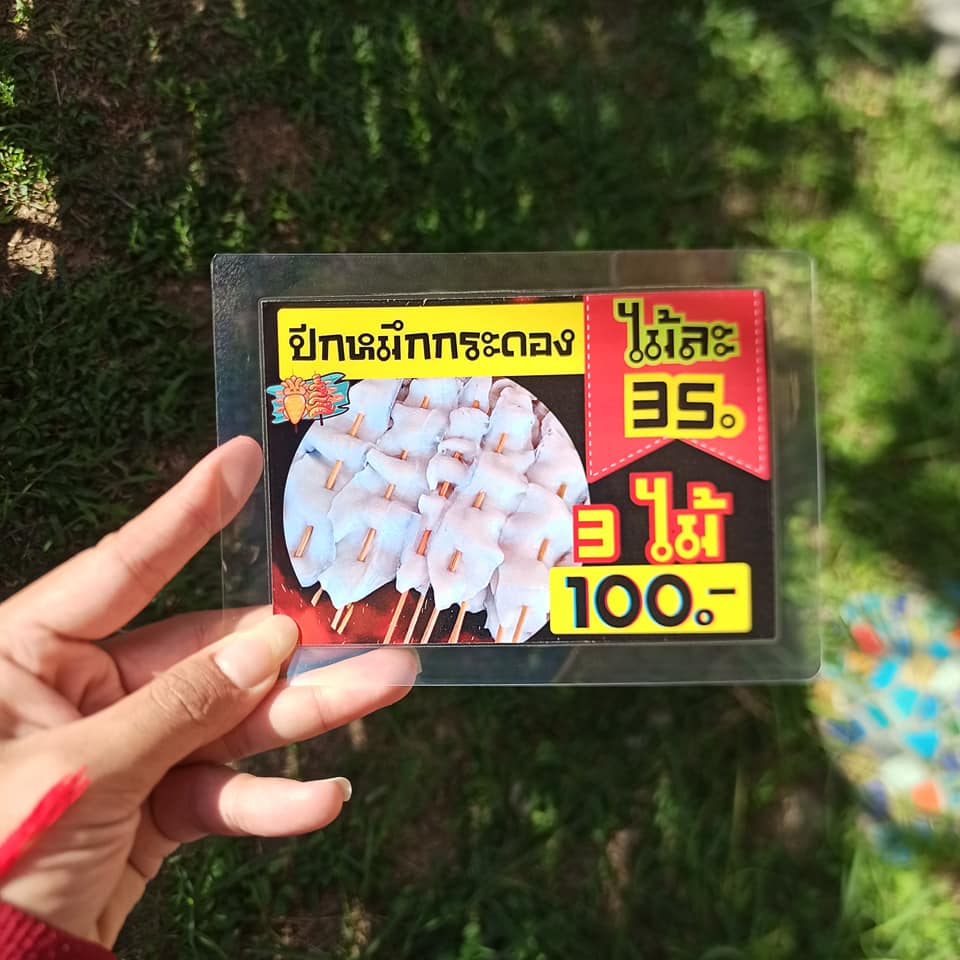 ปีกหมึกกระดอง
ไม้ละ
35.
3 ไม้
100.-